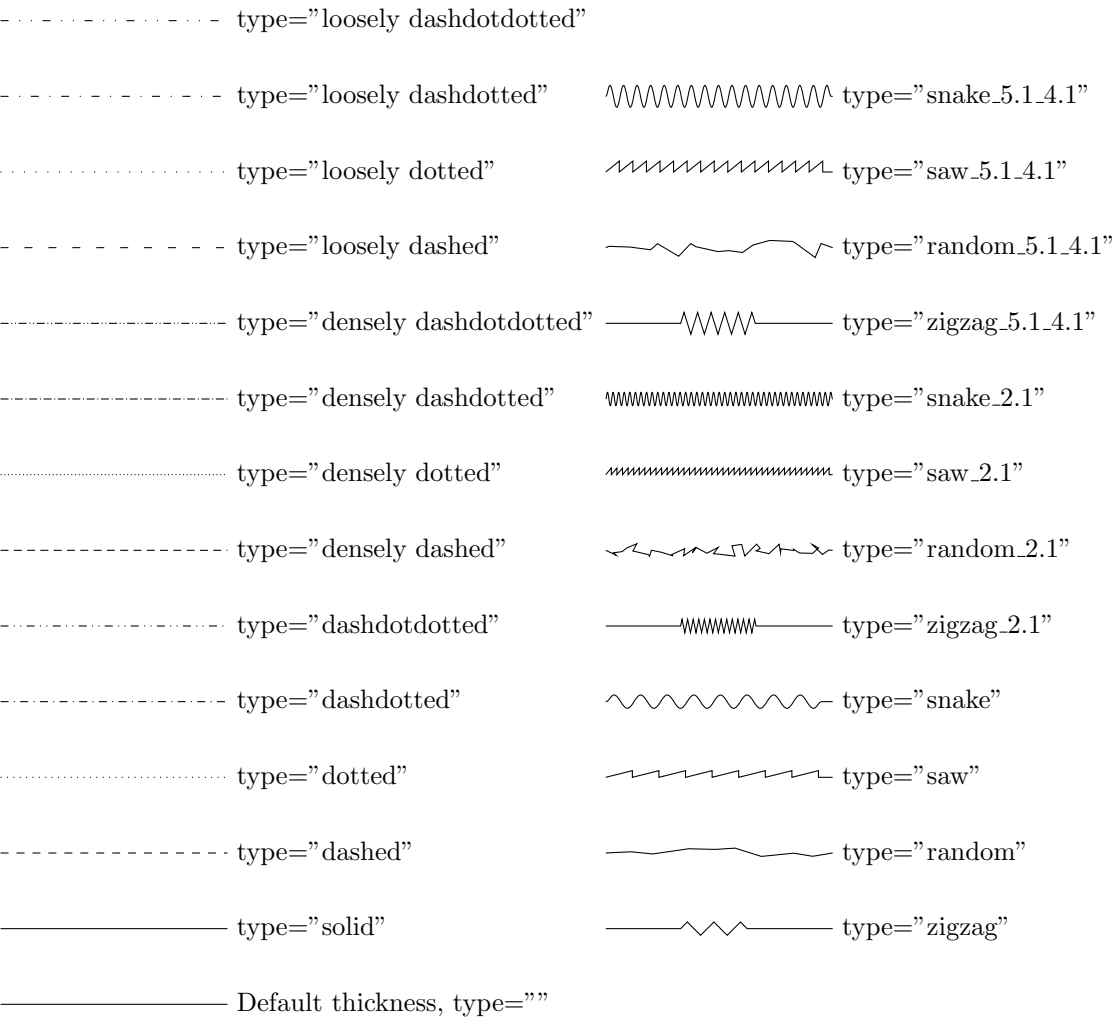 type=”loosely dashdotdotted”
type=”loosely dashdotted”
type=”snake_5.1_4.1”
type=”loosely dotted”
type=”saw_5.1_4.1”
type=”loosely dashed”
type=”random_5.1_4.1”
type=”densely dashdotdotted”
type=”zigzag_5.1_4.1”
type=”densely dashdotted”
type=”snake_2.1”
type=”densely dotted”
type=”saw_2.1”
type=”densely dashed”
type=”random_2.1”
type=”dashdotdotted”
type=”zigzag_2.1”
type=”dashdotted”
type=”snake”
type=”dotted”
type=”saw”
type=”dashed”
type=”random”
type=”solid”
type=”zigzag”
Default thickness, type=””